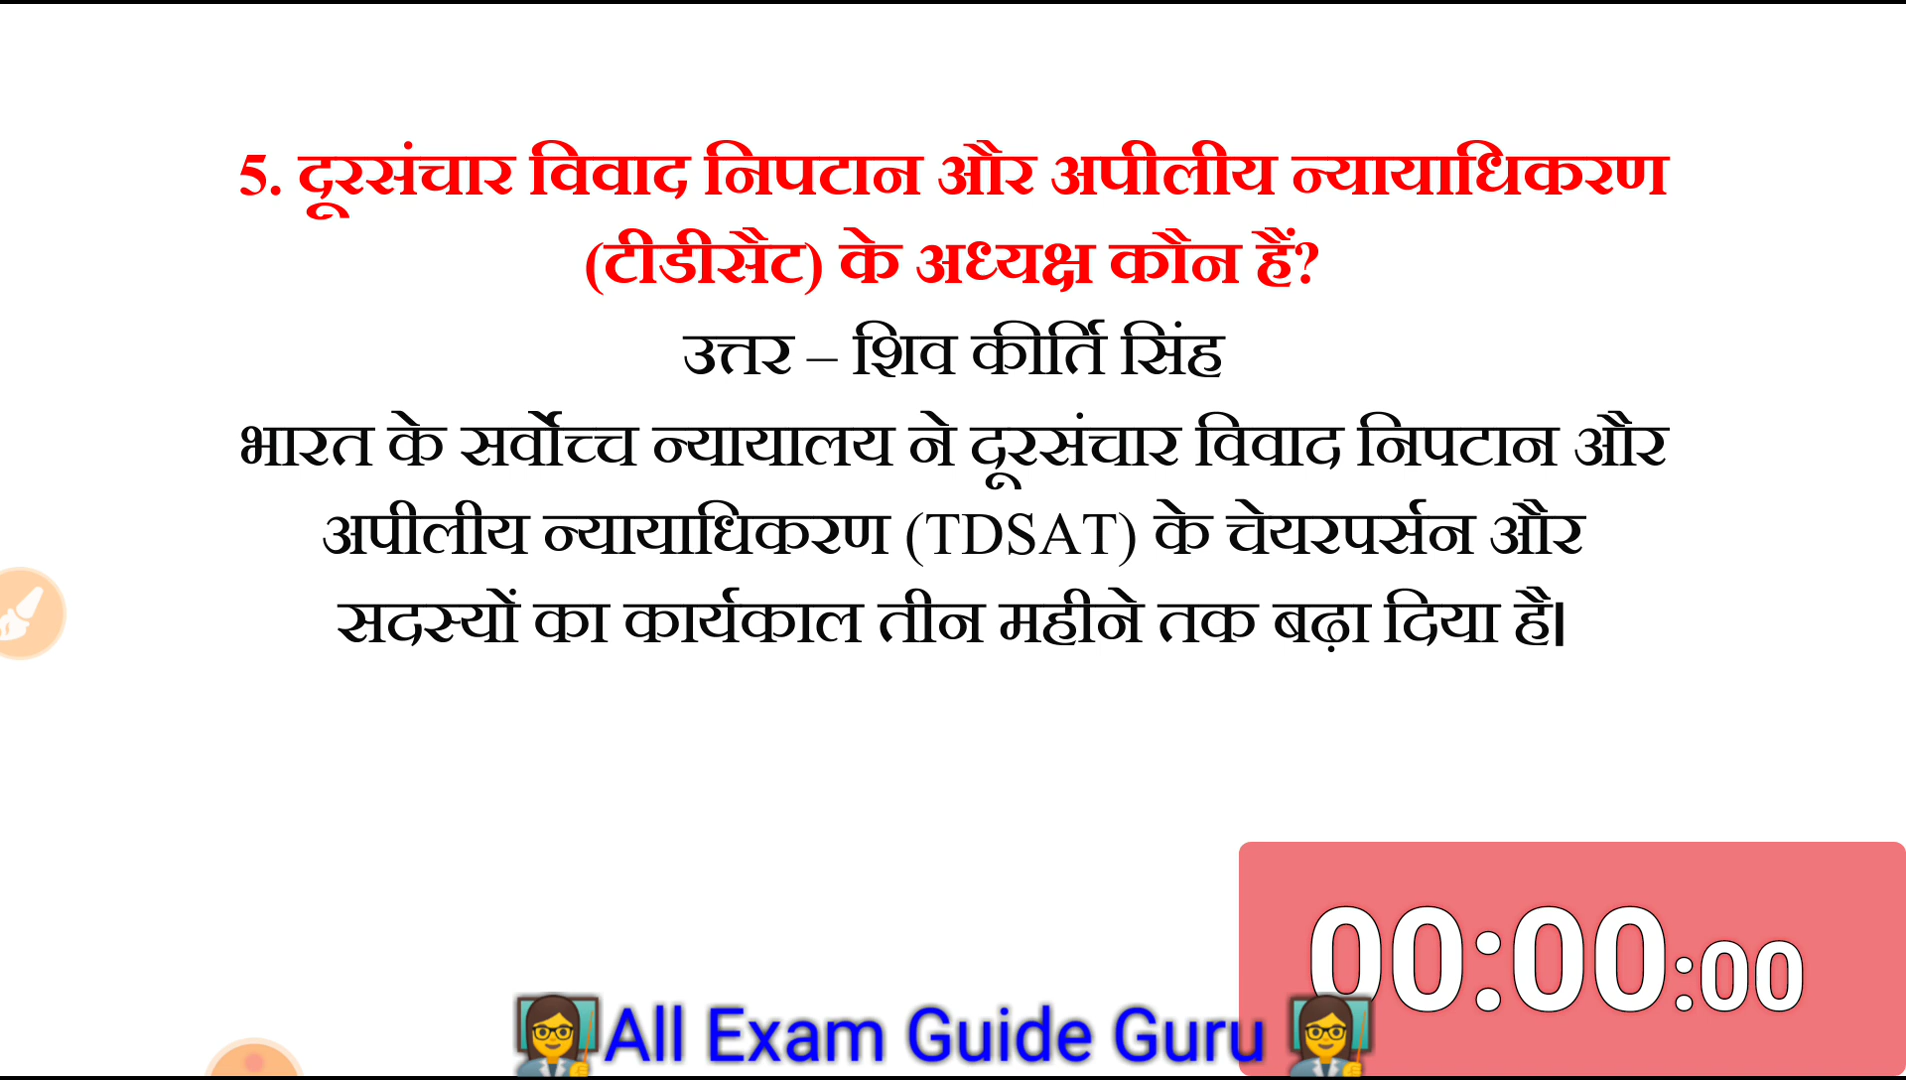 5. दूरसंचार विवाद निपटान और अपीलीय न्यायाधिकरण
(टीडीसैट) के अध्यक्ष कौन हैं?
उत्तर – शिव कीर्ति सिंह
भारत के सर्वोच्च न्यायालय ने दूरसंचार विवाद निपटान और
अपीलीय न्यायाधिकरण (TDSAT) के चेयरपर्सन और
सदस्यों का कार्यकाल तीन महीने तक बढ़ा दिया है।
00:00:00
All Exam Guide Guru